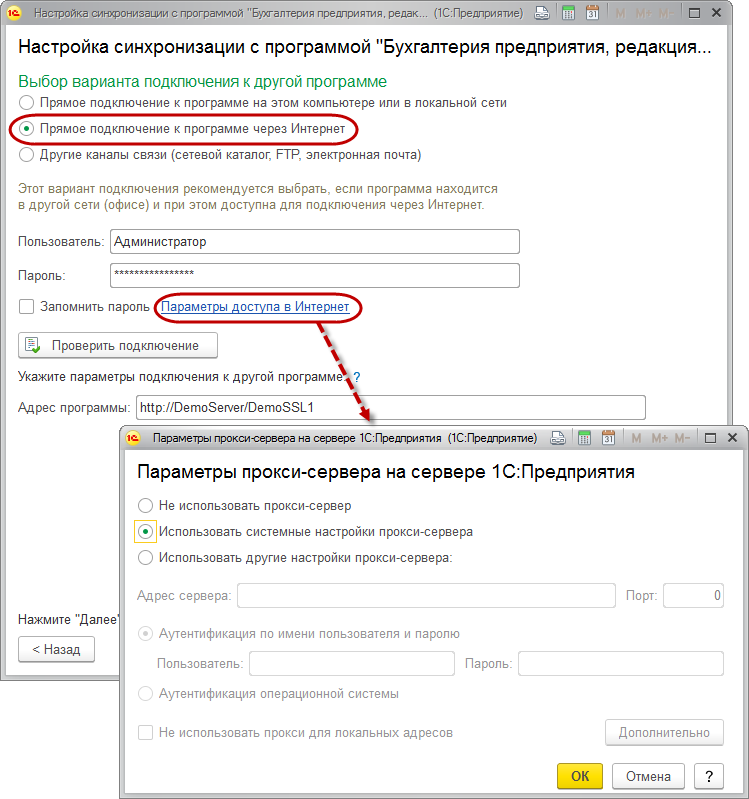 Настройка синхронизации с программой "Бухгалтерия предприятия, редак... (1С:Предприятие)
31 M M+ M−
Настройка синхронизации с программой "Бухгалтерия предприятия, редакция...
Выбор варианта подключения к другой программе
Прямое подключение к программе на этом компьютере или в локальной сети
Прямое подключение к программе через Интернет
Другие каналы связи (сетевой каталог, FTP, электронная почта)
Этот вариант подключения рекомендуется выбрать, если программа находится
в другой сети (офисе) и при этом доступна для подключения через Интернет.
Пользователь: Администратор
Пароль: ****************
Запомнить пароль Параметры доступа в Интернет
Проверить подключение
Укажите параметры подключения к другой программе ?
Адрес программы: http://DemoServer/DemoSSL1
Нажмите "Далее"
< Назад
1С Параметры прокси-сервера на сервере 1С:Предприятия (1С:Предприятие) 31 M M+ M−
Параметры прокси-сервера на сервере 1С:Предприятия
Не использовать прокси-сервер
Использовать системные настройки прокси-сервера
Использовать другие настройки прокси-сервера:
Адрес сервера: Порт: 0
Аутентификация по имени пользователя и паролю
Пользователь: Пароль:
Аутентификация операционной системы
Не использовать прокси для локальных адресов Дополнительно
ОК Отмена ?